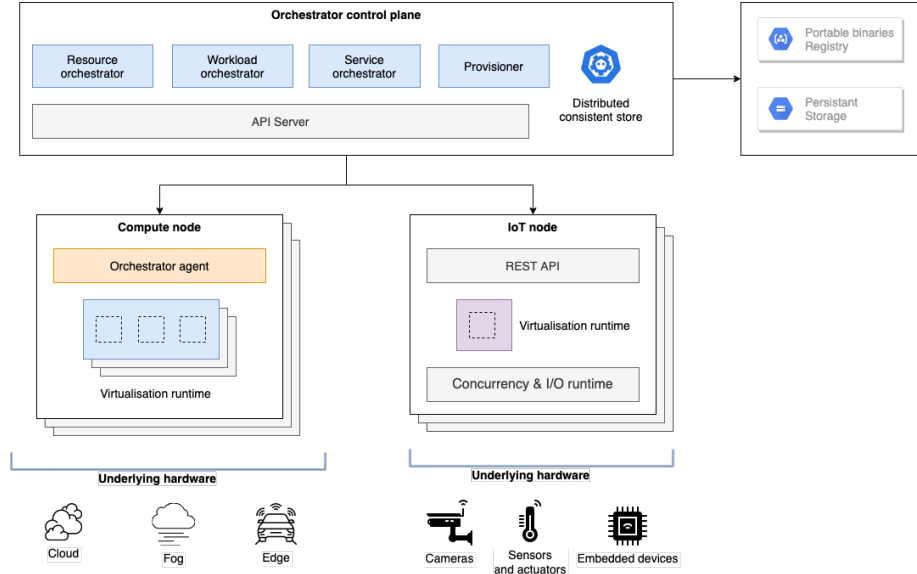 Orchestrator control plane
Resource
orchestrator
Workload
orchestrator
Service
orchestrator
Provisioner
Distributed
consistent store
API Server
Portable binaries
Registry
Persistant
Storage
Compute node
Orchestrator agent
Virtualisation runtime
IoT node
REST API
Virtualisation runtime
Concurrency & I/O runtime
Underlying hardware
Cloud
Fog
Edge
Underlying hardware
Cameras
Sensors
and actuators
Embedded devices